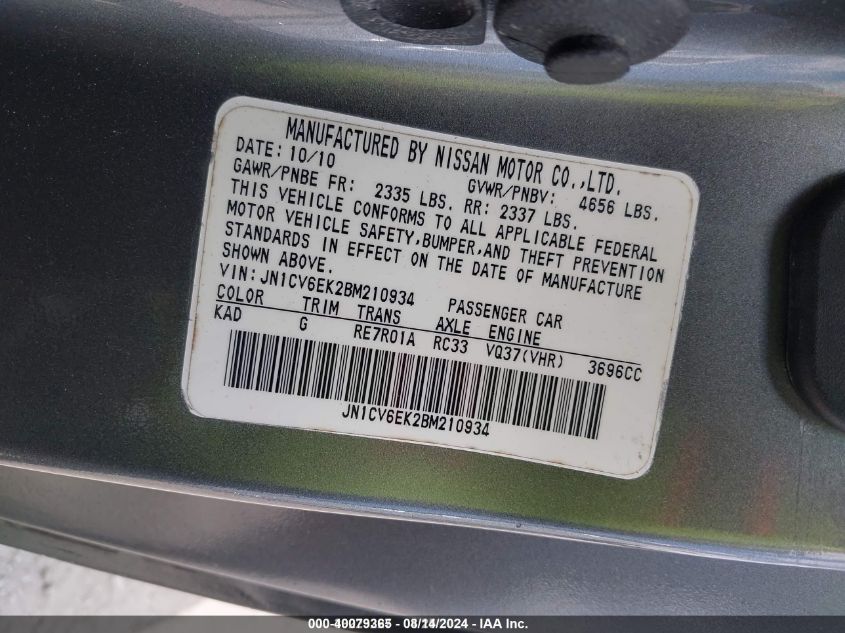 MANUFACTURED BY NISSAN MOTOR CO.,LTD.
DATE: 10/10 GVWR/PNBV: 4656 LBS.
GAWR/PNBE FR: 2335 LBS. RR: 2337 LBS.
THIS VEHICLE CONFORMS TO ALL APPLICABLE FEDERAL
MOTOR VEHICLE SAFETY,BUMPER,AND THEFT PREVENTION
STANDARDS IN EFFECT ON THE DATE OF MANUFACTURE
SHOWN ABOVE.
VIN: JN1CV6EK2BM210934 PASSENGER CAR
COLOR TRIM TRANS AXLE ENGINE
KAD G RE7R01A RC33 VQ37(VHR) 3696CC
JN1CV6EK2BM210934
000-40079365 - 08/14/2024 - IAA Inc.